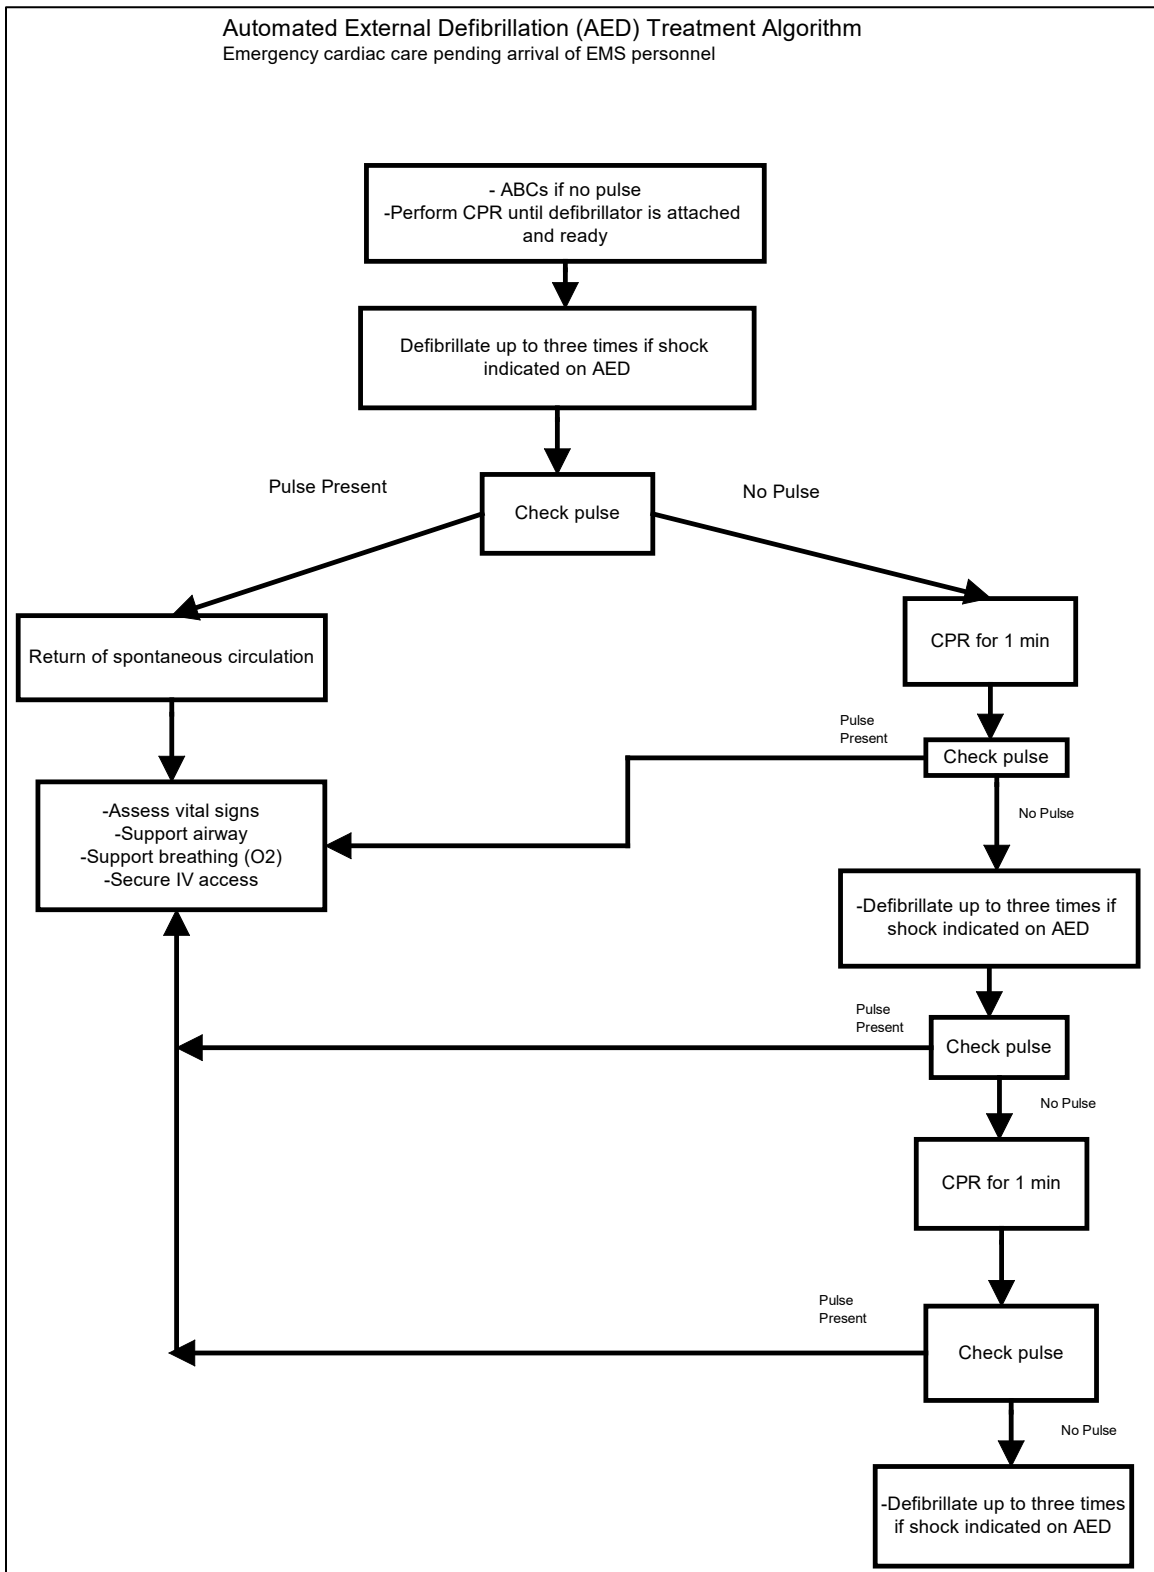 Automated External Defibrillation (AED) Treatment Algorithm
Emergency cardiac care pending arrival of EMS personnel
- ABCs if no pulse
-Perform CPR until defibrillator is attached
and ready
Defibrillate up to three times if shock
indicated on AED
Pulse Present
No Pulse
Check pulse
Return of spontaneous circulation
CPR for 1 min
Pulse
Present
Check pulse
-Assess vital signs
-Support airway
-Support breathing (O2)
-Secure IV access
No Pulse
-Defibrillate up to three times if
shock indicated on AED
Pulse
Present
Check pulse
No Pulse
CPR for 1 min
Pulse
Present
Check pulse
No Pulse
-Defibrillate up to three times
if shock indicated on AED